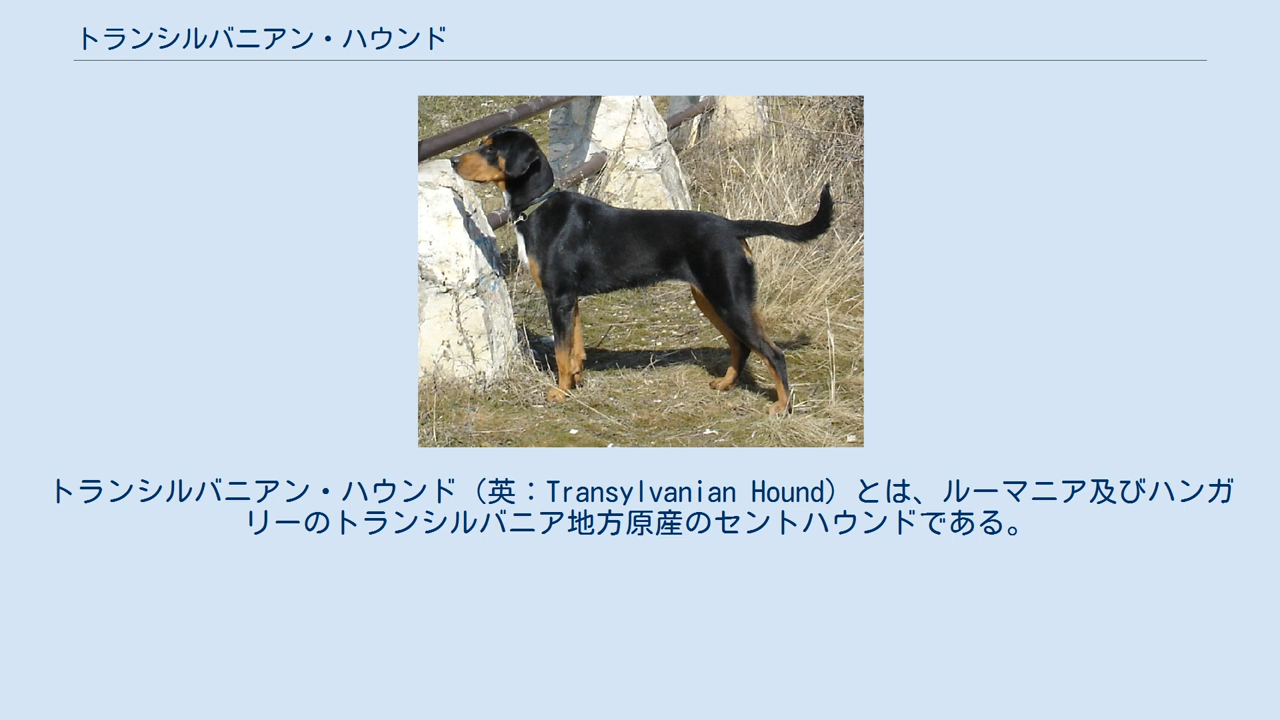 トランシルバニアン・ハウンド
トランシルバニアン・ハウンド（英：Transylvanian Hound）とは、ルーマニア及びハンガ
リーのトランシルバニア地方原産のセントハウンドである。